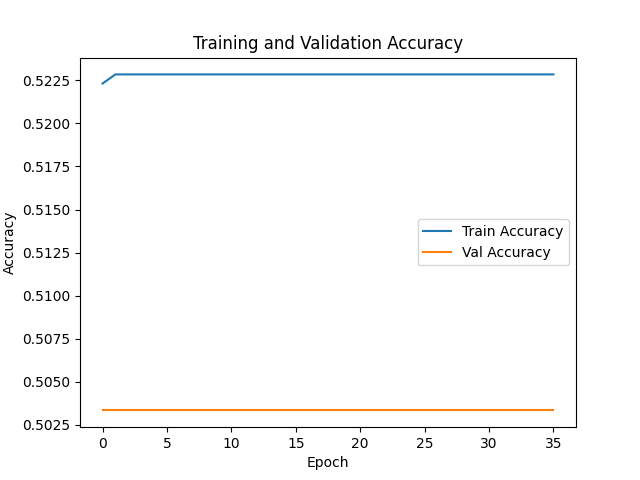 Training and Validation Accuracy
Accuracy
0.5225
0.5200
0.5175
0.5150
0.5125
0.5100
0.5075
0.5050
0.5025
Train Accuracy
Val Accuracy
0 5 10 15 20 25 30 35
Epoch